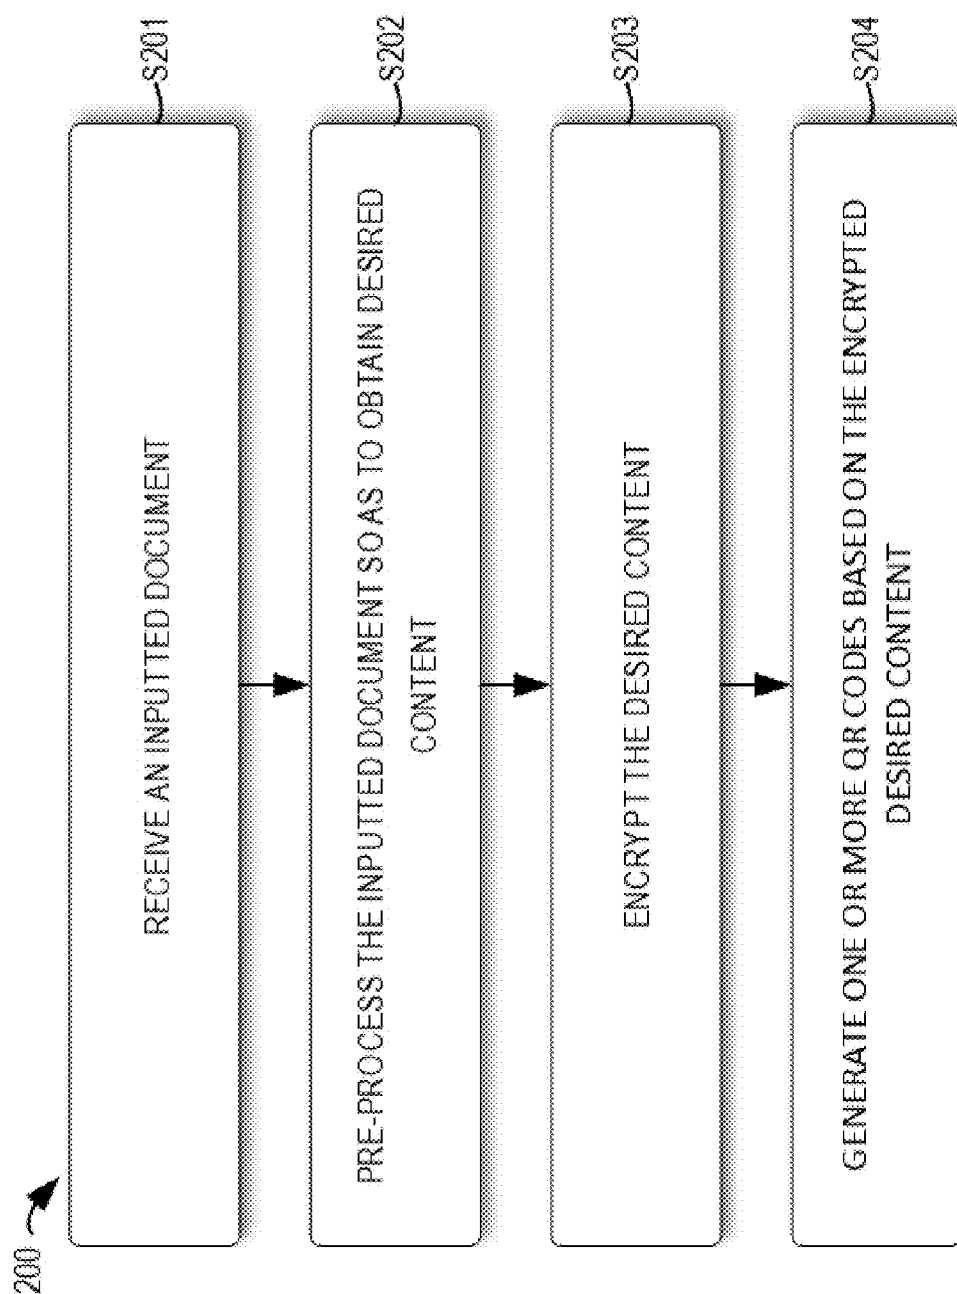 200
RECEIVE AN INPUTTED DOCUMENT
S201
PRE-PROCESS THE INPUTTED DOCUMENT SO AS TO OBTAIN DESIRED
CONTENT
S202
ENCRYPT THE DESIRED CONTENT
S203
GENERATE ONE OR MORE QR CODES BASED ON THE ENCRYPTED
DESIRED CONTENT
S204